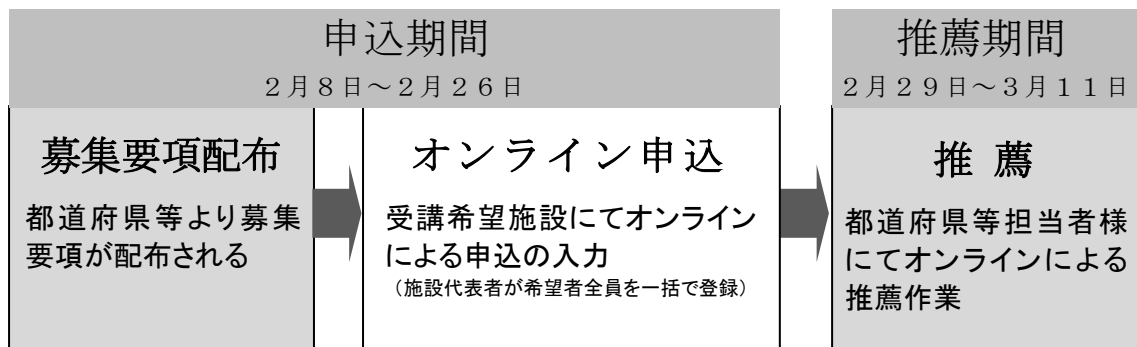 申込期間
２月８日～２月２６日
募集要項配布
都道府県等より募集
要項が配布される
オンライン申込
受講希望施設にてオンライン
による申込の入力
（施設代表者が希望者全員を一括で登録）
推薦期間
２月２９日～３月１１日
推 薦
都道府県等担当者様
にてオンラインによる
推薦作業